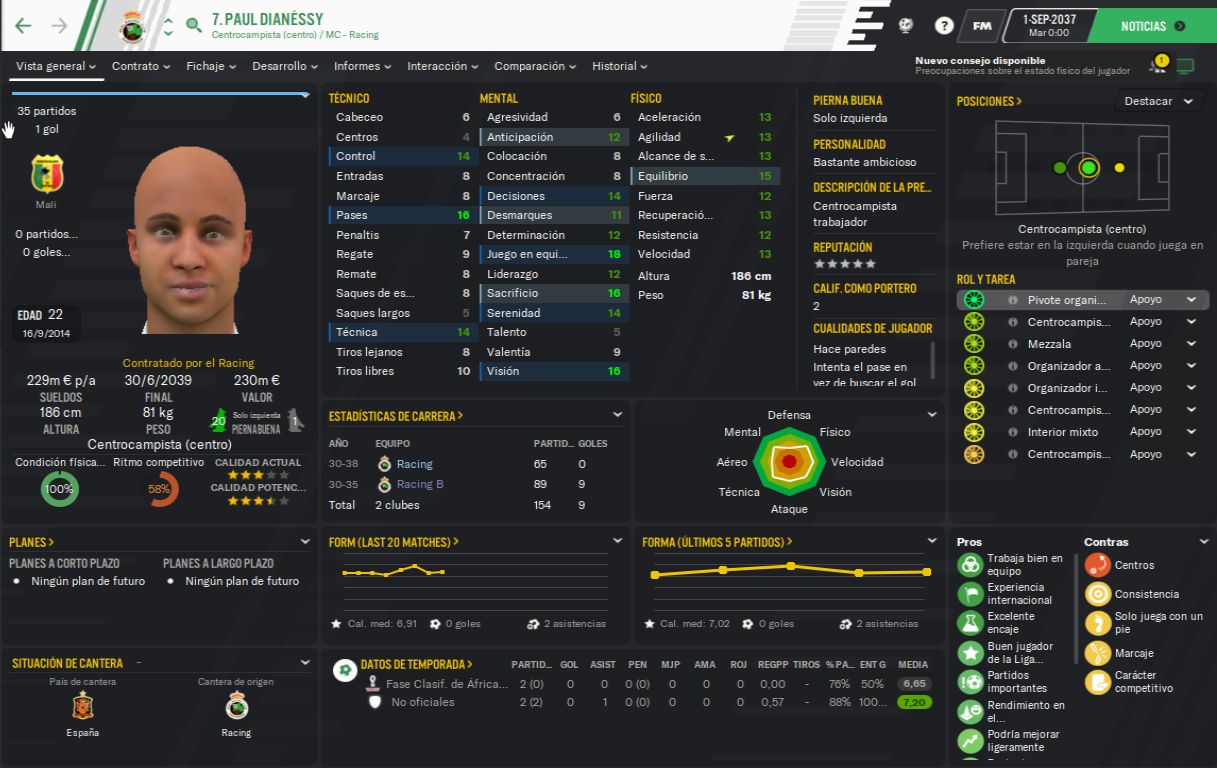 7. PAUL DIANÉSSY
Centrocampista (centro) / MC - Racing
?
FM
1-SEP-2037
Mar 0:00
NOTICIAS
Vista general
Contrato
Fichaje
Desarrollo
Informes
Interacción
Comparación
Historial
Nuevo consejo disponible
Preocupaciones sobre el estado físico del jugador
1
35 partidos
1 gol
Mali
0 partidos...
0 goles...
EDAD 22
16/9/2014
Contratado por el Racing
229m € p/a
SUELDOS
30/6/2039
FINAL
230m €
VALOR
186 cm
ALTURA
81 kg
PESO
20
Solo izquierda
PIERNA BUENA
1
Centrocampista (centro)
Condición física...
100%
Ritmo competitivo
58%
CALIDAD ACTUAL
CALIDAD POTENC...
TÉCNICO
Cabeceo 6
Centros 4
Control 14
Entradas 8
Marcaje 8
Pases 16
Penaltis 7
Regate 9
Remate 8
Saques de es... 8
Saques largos 5
Técnica 14
Tiros lejanos 8
Tiros libres 10
MENTAL
Agresividad 6
Anticipación 12
Colocación 8
Concentración 8
Decisiones 14
Desmarques 11
Determinación 12
Juego en equi... 18
Liderazgo 12
Sacrificio 16
Serenidad 14
Talento 5
Valentía 9
Visión 16
FÍSICO
Aceleración 13
Agilidad 13
Alcance de s... 13
Equilibrio 15
Fuerza 12
Recuperació... 13
Resistencia 12
Velocidad 13
Altura 186 cm
Peso 81 kg
PIERNA BUENA
Solo izquierda
PERSONALIDAD
Bastante ambicioso
DESCRIPCIÓN DE LA PRE...
Centrocampista
trabajador
REPUTACIÓN
CALIF. COMO PORTERO
2
CUALIDADES DE JUGADOR
Hace paredes
Intenta el pase en
vez de buscar el gol
POSICIONES >
Destacar
Centrocampista (centro)
Prefiere estar en la izquierda cuando juega en
pareja
ROL Y TAREA
Pivote organi... Apoyo
Centrocampis... Apoyo
Mezzala Apoyo
Organizador a... Apoyo
Organizador i... Apoyo
Centrocampis... Apoyo
Interior mixto Apoyo
Centrocampis... Apoyo
ESTADÍSTICAS DE CARRERA >
AÑO EQUIPO PARTID... GOLES
30-38 Racing 65 0
30-35 Racing B 89 9
Total 2 clubes 154 9
Defensa
Mental
Físico
Aéreo
Velocidad
Técnica
Visión
Ataque
PLANES >
PLANES A CORTO PLAZO
Ningún plan de futuro
PLANES A LARGO PLAZO
Ningún plan de futuro
FORM (LAST 20 MATCHES) >
Cal. med: 6,91 0 goles 2 asistencias
FORMA (ÚLTIMOS 5 PARTIDOS) >
Cal. med: 7,02 0 goles 2 asistencias
Pros
Trabaja bien en
equipo
Experiencia
internacional
Excelente
encaje
Buen jugador
de la Liga...
Partidos
importantes
Rendimiento en
el...
Podría mejorar
ligeramente
Contras
Centros
Consistencia
Solo juega con un
pie
Marcaje
Carácter
competitivo
SITUACIÓN DE CANTERA -
País de cantera
España
Cantera de origen
Racing
DATOS DE TEMPORADA > PARTID... GOL ASIST PEN MJP AMA ROJ REGPP TIROS % PA... ENT G MEDIA
Fase Clasif. de África... 2 (0) 0 0 0 (0) 0 0 0 0,00 - 76% 50% 6,65
No oficiales 2 (2) 0 1 0 (0) 0 0 0 0,57 - 88% 100... 7,20